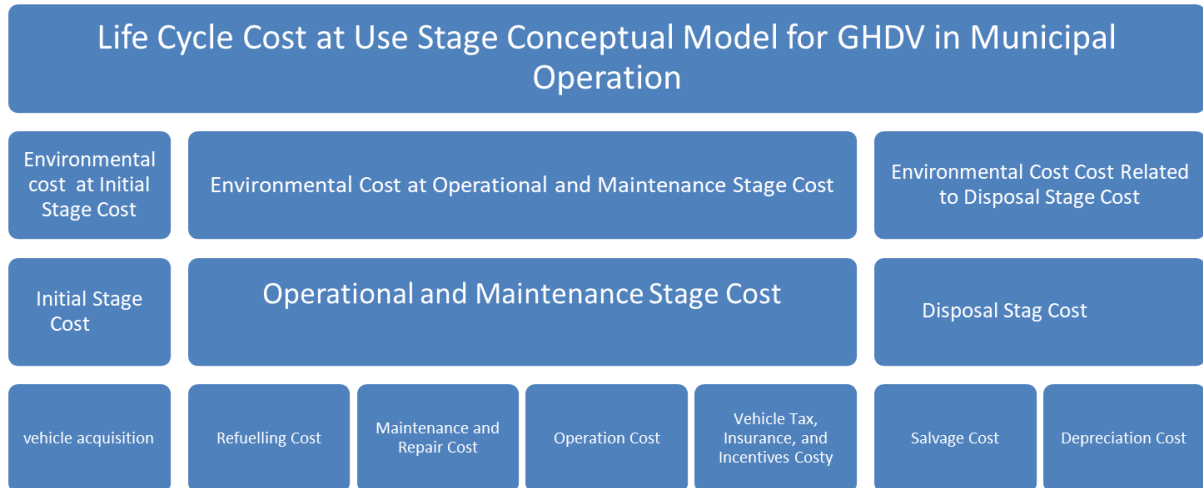 Life Cycle Cost at Use Stage Conceptual Model for GHDV in Municipal
Operation
Environmental
cost at Initial
Stage Cost
Environmental Cost at Operational and Maintenance Stage Cost
Environmental Cost Cost Related
to Disposal Stage Cost
Initial Stage
Cost
Operational and Maintenance Stage Cost
Disposal Stag Cost
vehicle acquisition
Refuelling Cost
Maintenance and
Repair Cost
Operation Cost
Vehicle Tax,
Insurance, and
Incentives Costy
Salvage Cost
Depreciation Cost